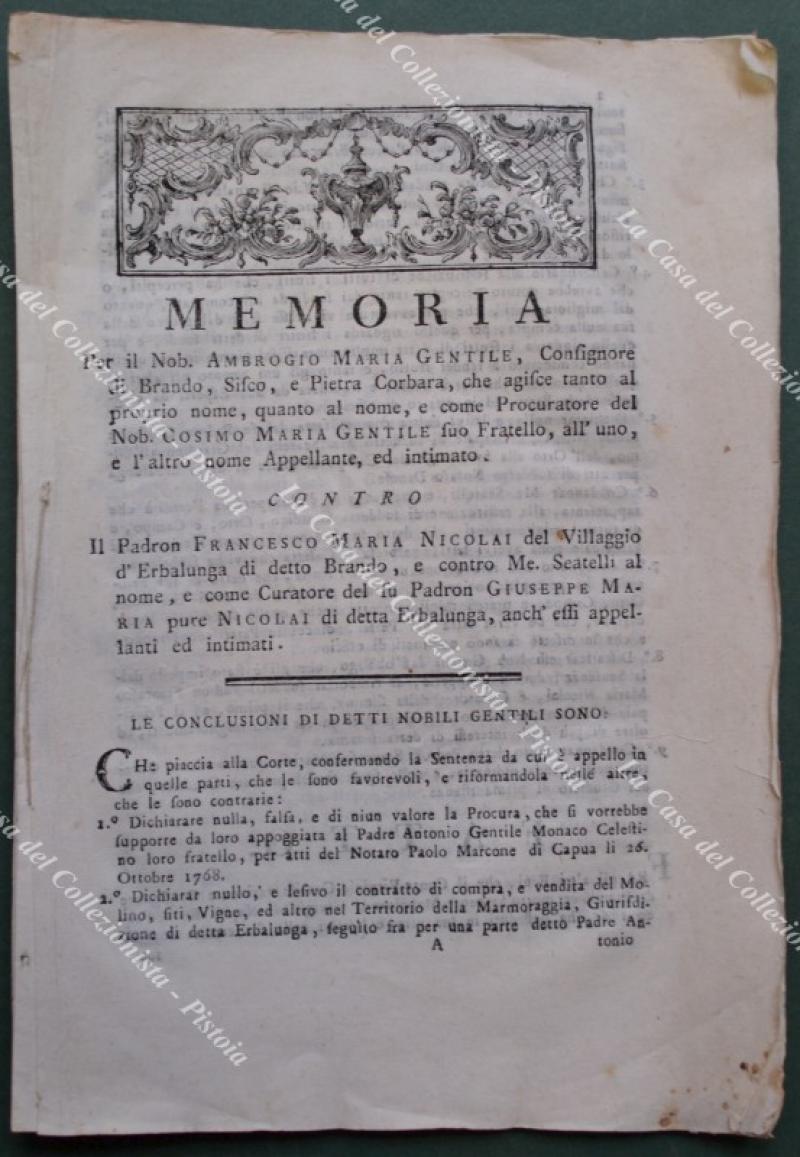 MEMORIA
Per il Nob. AMBROGIO MARIA GENTILE, Conſignore
di Brando, Siſco, e Pietra Corbara, che agiſce tanto al
proprio nome, quanto al nome, e come Procuratore del
Nob. COSIMO MARIA GENTILE ſuo Fratello, all' uno,
e l'altro nome Appellante, ed intimato.
CONTRO
Il Padron FRANCESCO MARIA NICOLAI del Villaggio
d'Erbalunga di detto Brando, e contro Me. Seatelli al
nome, e come Curatore del fu Padron GIUSEPPE MA-
RIA pure NICOLAI di detta Erbalunga, anch' eſſi appel-
lanti ed intimati.
LE CONCLUSIONI DI DETTI NOBILI GENTILI SONO:
CHe piaccia alla Corte, confermando la Sentenza da cui è appello in
quelle parti, che le ſono favorevoli, e riformandola nelle altre,
che le ſono contrarie:
1.º Dichiarare nulla, falſa, e di niun valore la Procura, che ſi vorrebbe
ſupporre da loro appoggiata al Padre Antonio Gentile Monaco Celeſti-
no loro fratello, per atti del Notaro Paolo Marcone di Capua li 26.
Ottobre 1768.
2.º Dichiarar nullo, e leſivo il contratto di compra, e vendita del Mo-
lino, ſiti, Vigne, ed altro nel Territorio della Marmoraggia, Giuriſdi-
zione di detta Erbalunga, ſeguìto fra per una parte detto Padre An-
A tonio
La Casa del Collezionista - Pistoia